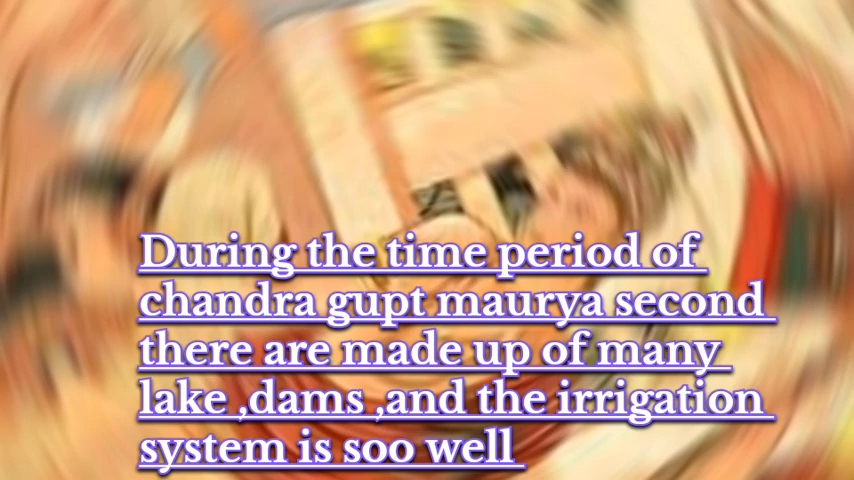 During the time period of
chandra gupt maurya second
there are made up of many
lake ,dams ,and the irrigation
system is soo well